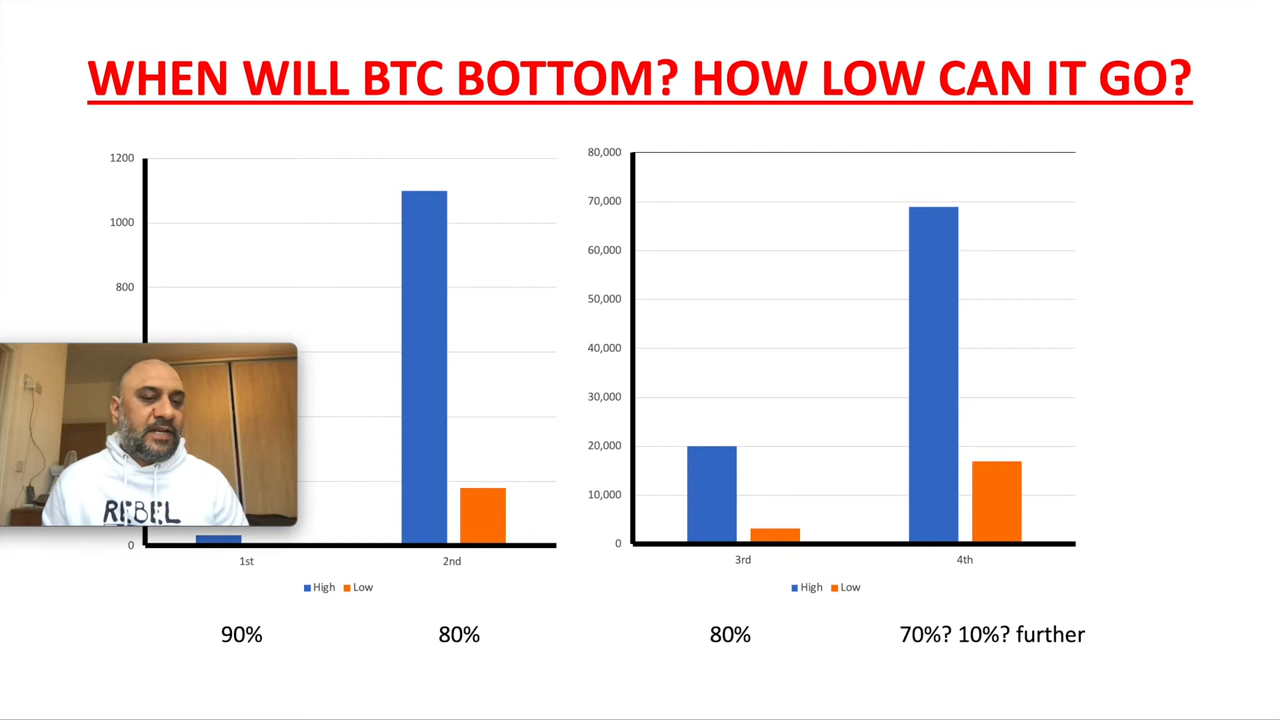 WHEN WILL BTC BOTTOM? HOW LOW CAN IT GO?
1200
1000
800
0
1st
2nd
High
Low
80,000
70,000
60,000
50,000
40,000
30,000
20,000
10,000
0
3rd
4th
High
Low
REBEL
90%
80%
80%
70%? 10%? further